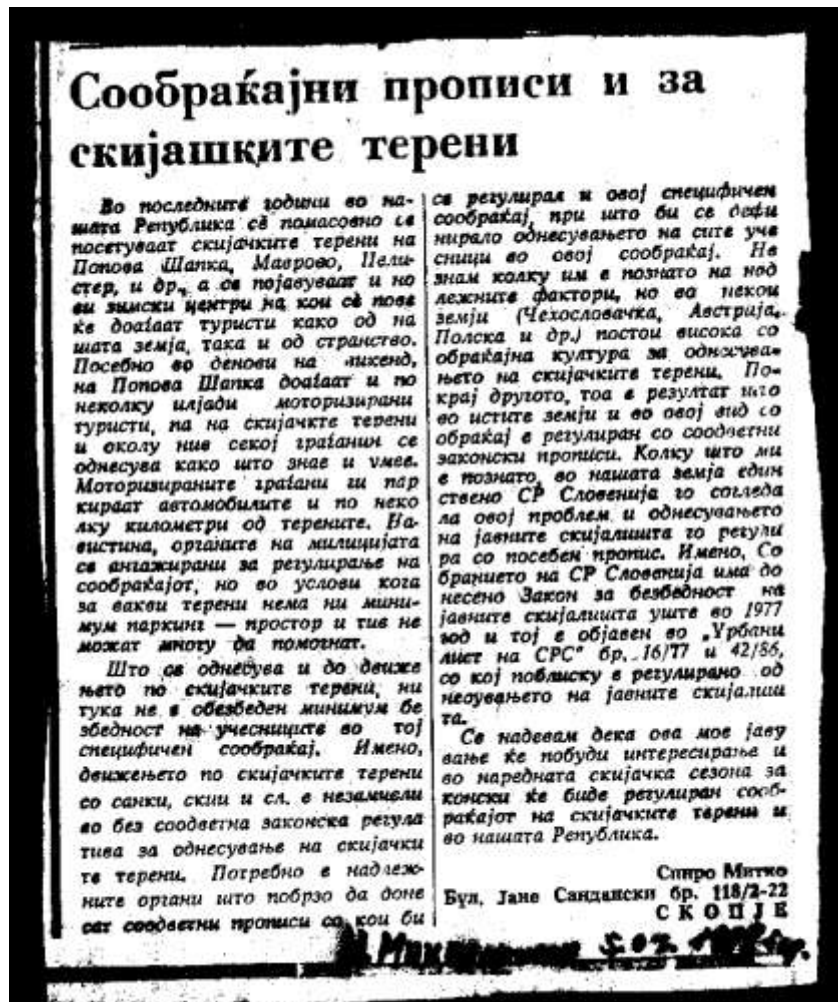 Сообраќајни прописи и за
скијашките терени
Во последните години во на-
шата Република сè помасовно се
посетуваат скијачките терени на
Попова Шапка, Маврово, Пели-
стер, и др., а се појавуваат и но
ви зимски центри на кои сè пове
ќе доаѓаат туристи како од на
шата земја, така и од странство.
Посебно во денови на викенд,
на Попова Шапка доаѓаат и по
неколку илјади моторизирани
туристи, па на скијачкте терени
и околу нив секој граѓанин се
однесува како што знае и умее.
Моторизираните граѓани ги пар
кираат автомобилите и по неко
лку километри од терените. На-
вистина, органите на милицијата
се ангажирани за регулирање на
сообраќајот, но во услови кога
за вакви терени нема ни мини-
мум паркинг — простор и тие не
можат многу да помогнат.
Што се однесува и до движе
њето по скијачките терени, ни
тука не е обезбеден минимум бе
збедност на учесниците во тој
специфичен сообраќај. Имено,
движењето по скијачките терени
со санки, скии и сл. е незамисли
во без соодветна законска регула
тива за однесување на скијачки
те терени. Потребно е надлеж-
ните органи што побрзо да доне
сат соодветни прописи со кои би
се регулирал и овој специфичен
сообраќај, при што би се дефи
нирало однесувањето на сите уче
сници во овој сообраќај. Не
знам колку им е познато на над
лежните фактори, но во некои
земји (Чехословачка, Австрија,
Полска и др.) постои висока со
обраќајна култура за однесува-
њето на скијачките терени. По-
крај другото, тоа е резултат што
во истите земји и во овој вид со
обраќај е регулиран со соодветни
законски прописи. Колку што ми
е познато, во нашата земја един
ствено СР Словенија го согледа
ла овој проблем и однесувањето
на јавните скијалишта го регули
ра со посебен пропис. Имено, Со
бранието на СР Словенија има до
несено Закон за безбедност на
јавните скијалишта уште во 1977
год и тој е објавен во „Урбани
лист на СРС“ бр. 16/77 и 42/86,
со кој поблиску е регулирано од
несувањето на јавните скијалиш
та.
Се надевам дека ова мое јаву
вање ќе побуди интересирање и
во наредната скијачка сезона за
конски ќе биде регулиран сооб-
раќајот на скијачките терени и
во нашата Република.
Спиро Митко
Бул. Јане Сандански бр. 118/2-22
СКОПЈЕ